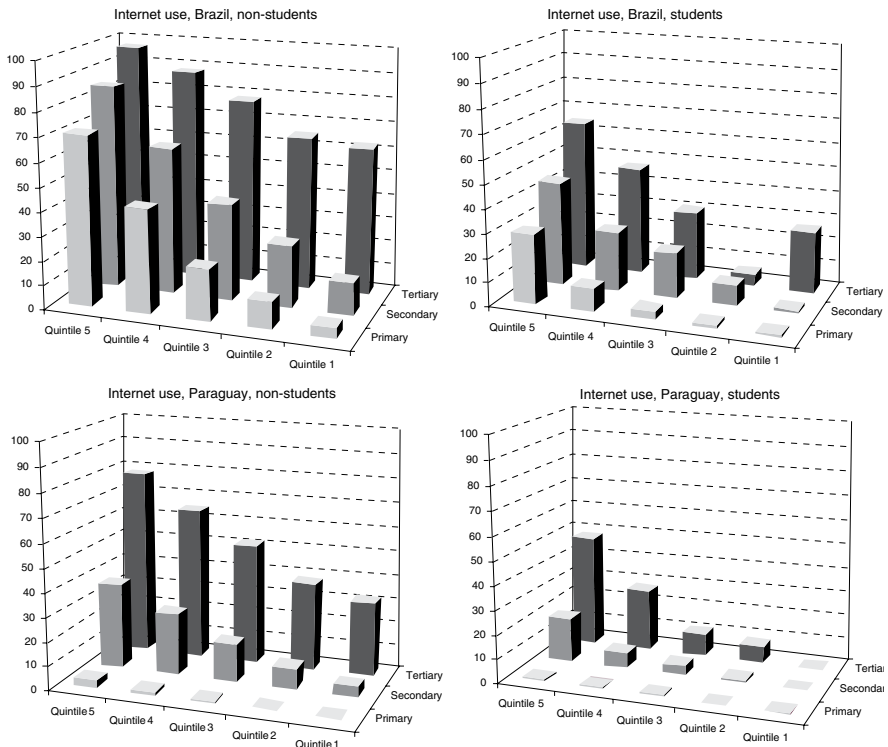 Internet use, Brazil, non-students
100
90
80
70
60
50
40
30
20
10
0
Quintile 5
Quintile 4
Quintile 3
Quintile 2
Quintile 1
Tertiary
Secondary
Primary
Internet use, Brazil, students
100
90
80
70
60
50
40
30
20
10
0
Quintile 5
Quintile 4
Quintile 3
Quintile 2
Quintile 1
Tertiary
Secondary
Primary
Internet use, Paraguay, non-students
100
90
80
70
60
50
40
30
20
10
0
Quintile 5
Quintile 4
Quintile 3
Quintile 2
Quintile 1
Tertiary
Secondary
Primary
Internet use, Paraguay, students
100
90
80
70
60
50
40
30
20
10
0
Quintile 5
Quintile 4
Quintile 3
Quintile 2
Quintile 1
Tertiar
Secondar
Primary